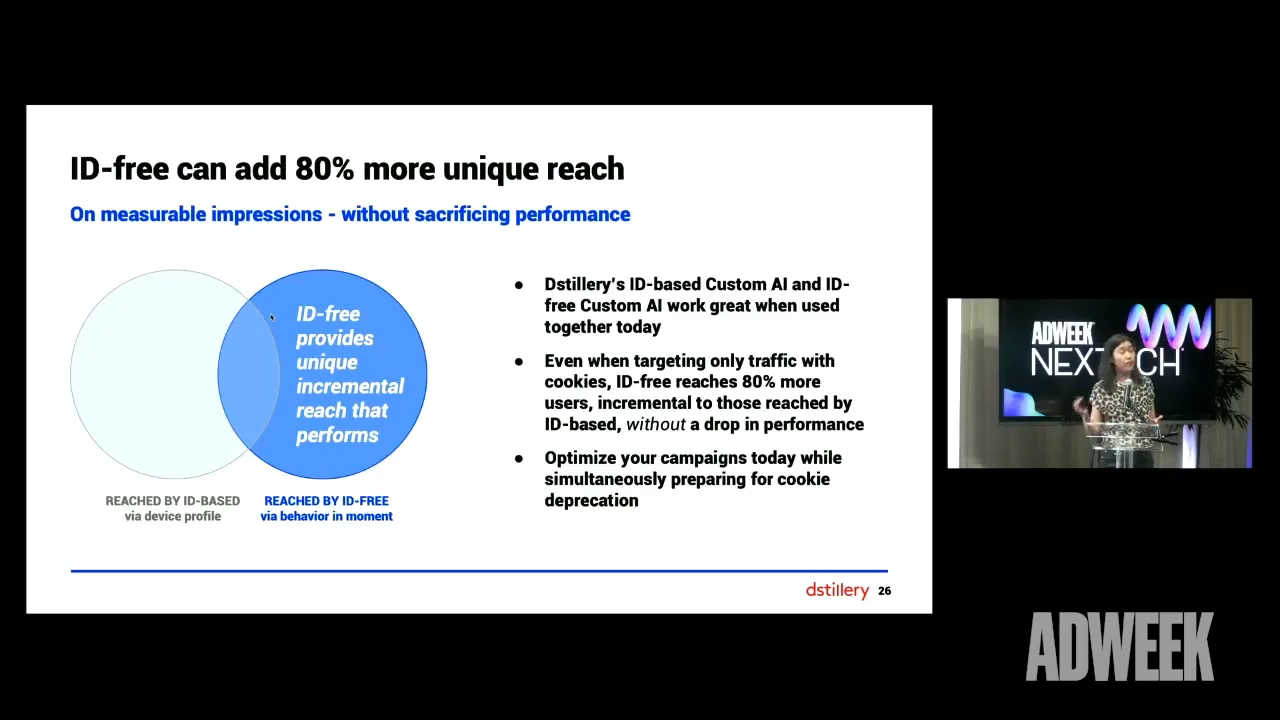 ID-free can add 80% more unique reach
On measurable impressions - without sacrificing performance
ID-free
provides
unique
incremental
reach that
performs
REACHED BY ID-BASED
via device profile
REACHED BY ID-FREE
via behavior in moment
● Dstillery's ID-based Custom AI and ID-
free Custom AI work great when used
together today
● Even when targeting only traffic with
cookies, ID-free reaches 80% more
users, incremental to those reached by
ID-based, without a drop in performance
● Optimize your campaigns today while
simultaneously preparing for cookie
deprecation
dstillery 26
ADWEEK
ADWEEK